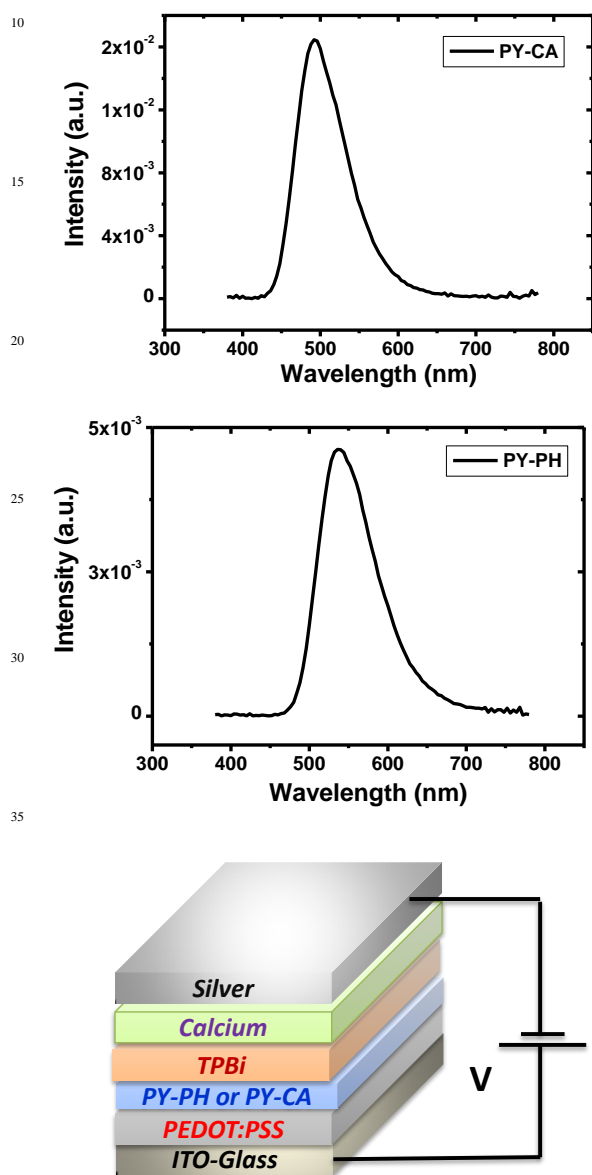 10
2x10⁻²
PY-CA
1x10⁻²
Intensity (a.u.)
15
8x10⁻³
4x10⁻³
0
20
300 400 500 600 700 800
Wavelength (nm)
5x10⁻³
PY-PH
25
Intensity (a.u.)
3x10⁻³
30
0
300 400 500 600 700 800
Wavelength (nm)
35
Silver
Calcium
TPBi
V
PY-PH or PY-CA
PEDOT:PSS
ITO-Glass